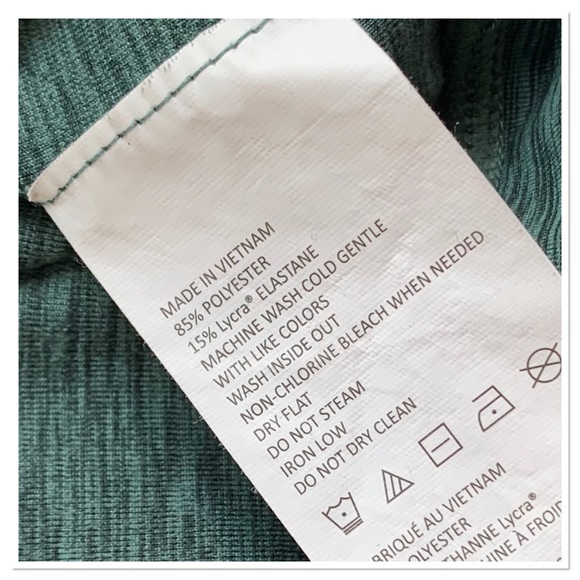 MADE IN VIETNAM
85% POLYESTER
15% Lycra® ELASTANE
MACHINE WASH COLD GENTLE
WITH LIKE COLORS
WASH INSIDE OUT
NON-CHLORINE BLEACH WHEN NEEDED
DRY FLAT
DO NOT STEAM
IRON LOW
DO NOT DRY CLEAN
BRIQUÉ AU VIETNAM
OLYESTER
THANNE Lycra®
INE À FROID